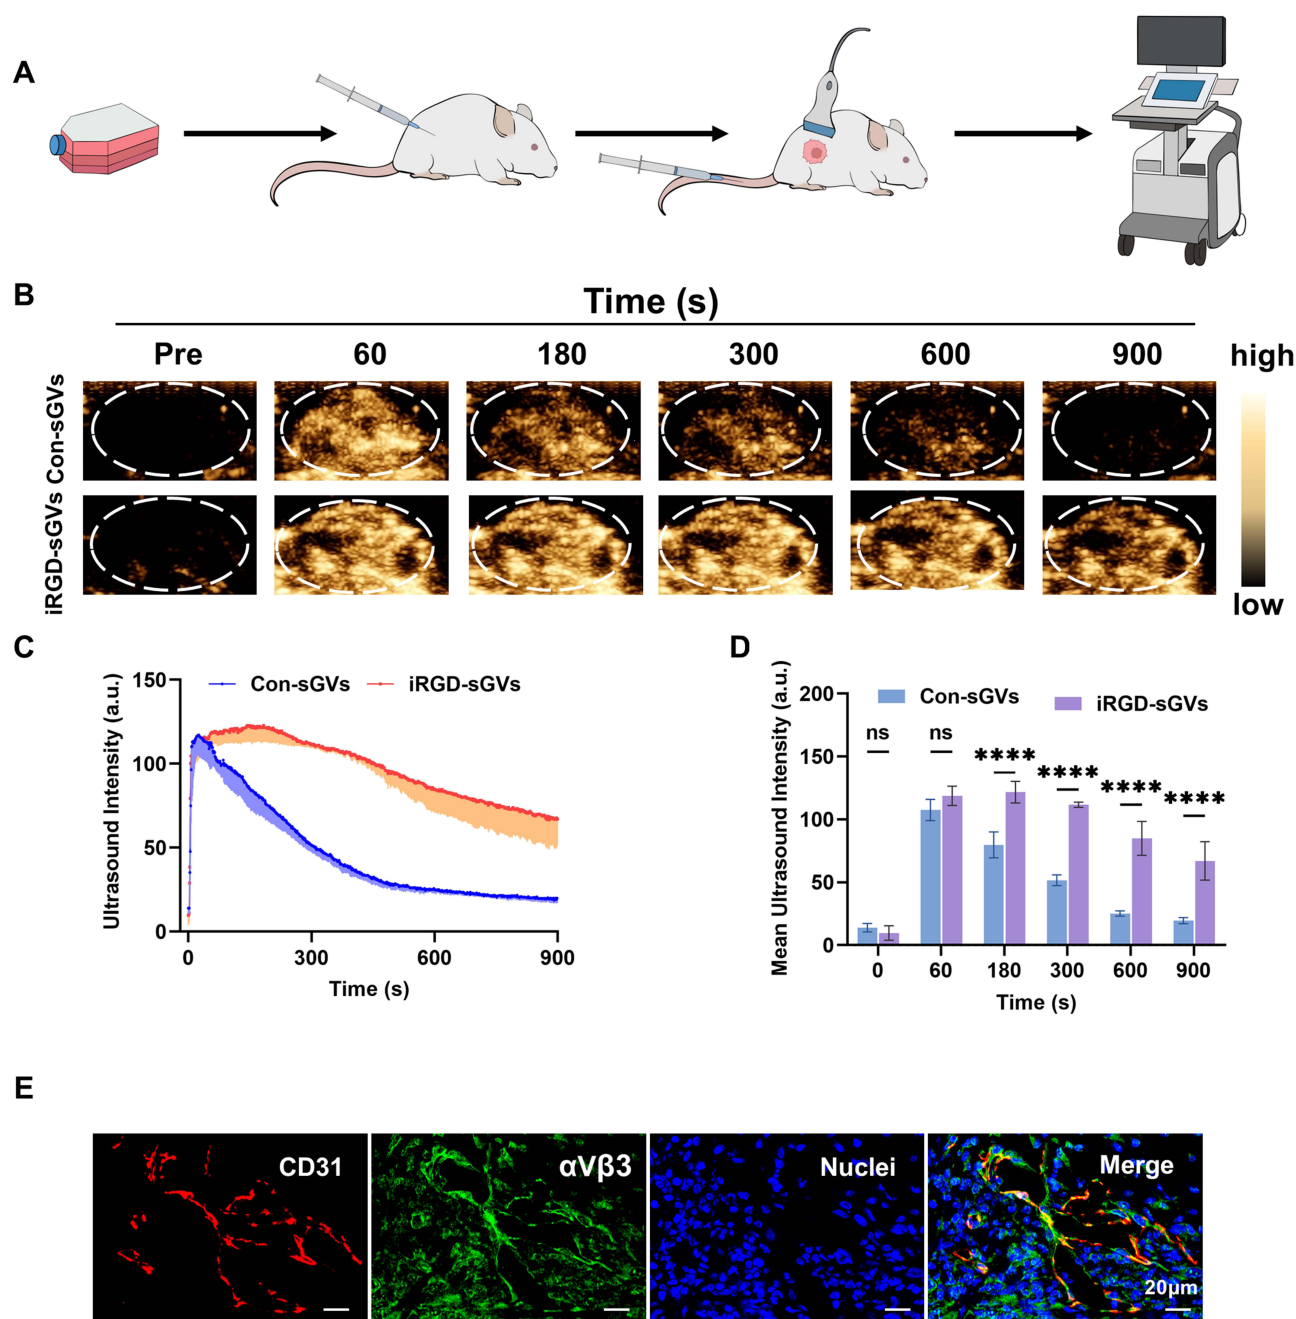 A
B
Time (s)
Pre 60 180 300 600 900 high
Con-sGVs
iRGD-sGVs
low
C
150
100
50
0
Ultrasound Intensity (a.u.)
Con-sGVs iRGD-sGVs
0 300 600 900
Time (s)
D
200
150
100
50
0
Mean Ultrasound Intensity (a.u.)
Con-sGVs iRGD-sGVs
ns ns **** **** **** ****
0 60 180 300 600 900
Time (s)
E
CD31 αVβ3 Nuclei Merge
20μm